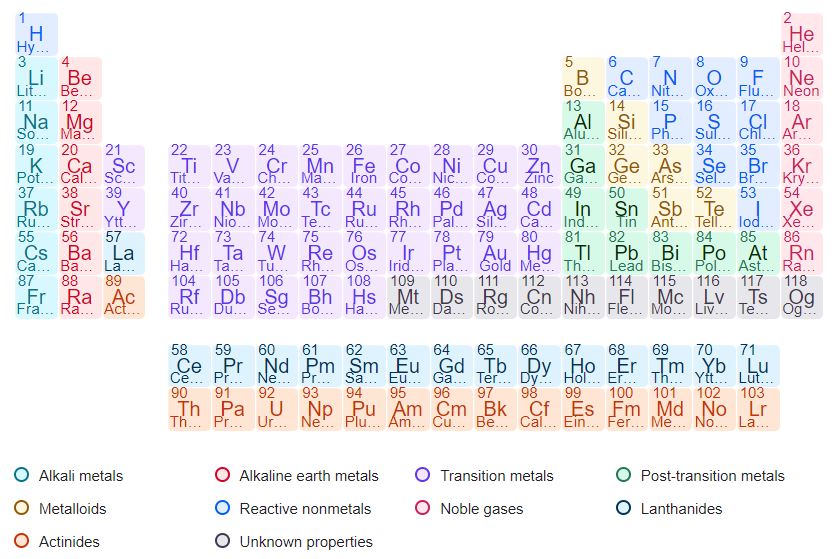 1 2
H He
Hy... Hel...
3 4 5 6 7 8 9 10
Li Be B C N O F Ne
Lit... Be... Bo... Ca... Nit... Ox... Flu... Neon
11 12 13 14 15 16 17 18
Na Mg Al Si P S Cl Ar
So... Ma... Alu... Sili... Ph... Sul... Chl... Ar...
19 20 21 22 23 24 25 26 27 28 29 30 31 32 33 34 35 36
K Ca Sc Ti V Cr Mn Fe Co Ni Cu Zn Ga Ge As Se Br Kr
Pot... Cal... Sc... Tit... Va... Ch... Ma... Iron Co... Nic... Co... Zinc Ga... Ge... Ars... Sel... Br... Kry...
37 38 39 40 41 42 43 44 45 46 47 48 49 50 51 52 53 54
Rb Sr Y Zr Nb Mo Tc Ru Rh Pd Ag Cd In Sn Sb Te I Xe
Ru... Str... Ytt... Zir... Nio... Mo... Te... Ru... Rh... Pal... Sil... Ca... Ind... Tin Ant... Tell... Iod... Xe...
55 56 57 72 73 74 75 76 77 78 79 80 81 82 83 84 85 86
Cs Ba La Hf Ta W Re Os Ir Pt Au Hg Tl Pb Bi Po At Rn
Ca... Ba... La... Ha... Ta... Tu... Rh... Os... Irid... Pla... Gold Me... Th... Lead Bis... Pol... Ast... Ra...
87 88 89 104 105 106 107 108 109 110 111 112 113 114 115 116 117 118
Fr Ra Ac Rf Db Sg Bh Hs Mt Ds Rg Cn Nh Fl Mc Lv Ts Og
Fra... Ra... Act... Ru... Du... Se... Bo... Ha... Me... Da... Ro... Co... Nih... Fle... Mo... Liv... Te... Og...
58 59 60 61 62 63 64 65 66 67 68 69 70 71
Ce Pr Nd Pm Sm Eu Gd Tb Dy Ho Er Tm Yb Lu
Ce... Pr... Ne... Pr... Sa... Eu... Ga... Ter... Dy... Hol... Er... Th... Ytt... Lut...
90 91 92 93 94 95 96 97 98 99 100 101 102 103
Th Pa U Np Pu Am Cm Bk Cf Es Fm Md No Lr
Th... Pr... Ur... Ne... Plu... Am... Cu... Be... Cal... Ein... Fer... Me... No... La...
Alkali metals Alkaline earth metals Transition metals Post-transition metals
Metalloids Reactive nonmetals Noble gases Lanthanides
Actinides Unknown properties